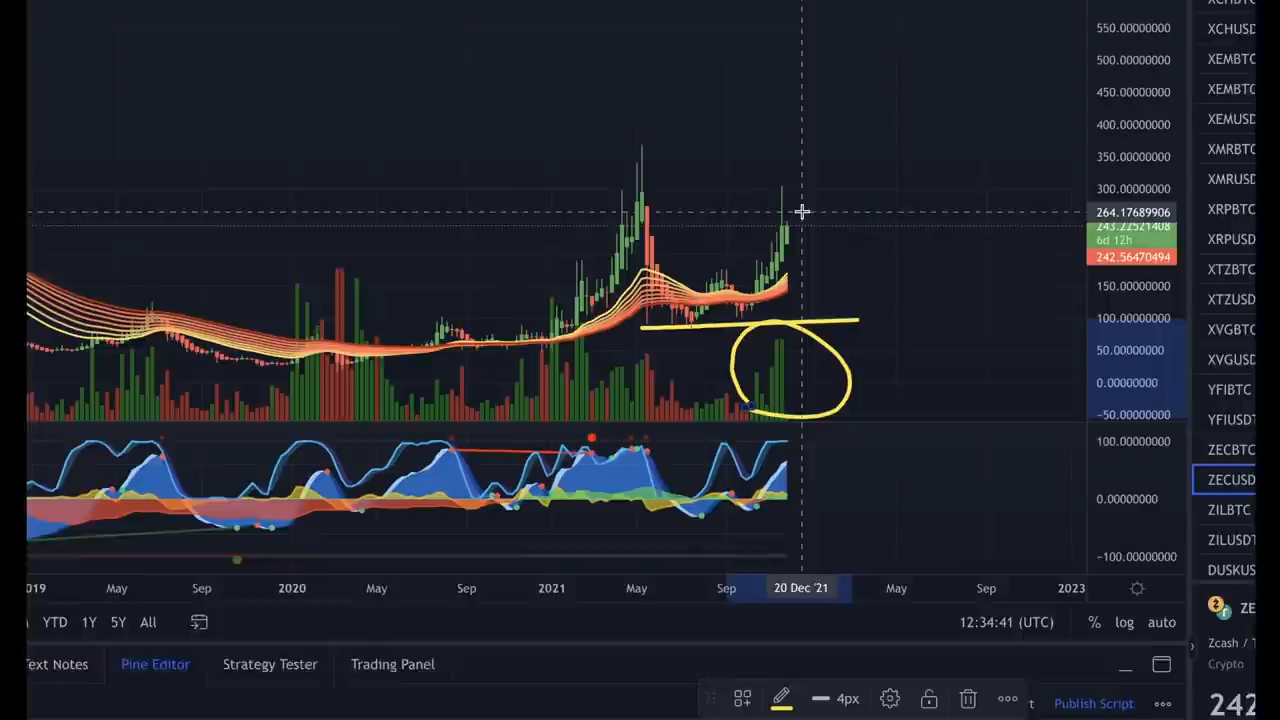 XCHUSD
550.00000000
XEMBTC
500.00000000
XEMBTC
450.00000000
XEMUSD
400.00000000
XMRBTC
350.00000000
XMRUSD
300.00000000
XRPBTC
264.17689906
243.22521408
6d 12h
XRPUSD
242.56470494
XTZBTC
150.00000000
XTZUSD
100.00000000
XVGBTC
50.00000000
XVGUSD
0.00000000
YFIBTC
−50.00000000
YFIUSDT
100.00000000
ZECBTC
ZECUSD
0.00000000
ZILBTC
ZILUSDT
−100.00000000
DUSKUS
019 May Sep 2020 May Sep 2021 May Sep 20 Dec '21 May Sep 2023
ZE
YTD 1Y 5Y All 12:34:41 (UTC) % log auto
Zcash / T
Text Notes Pine Editor Strategy Tester Trading Panel Crypto
4px t Publish Script 242